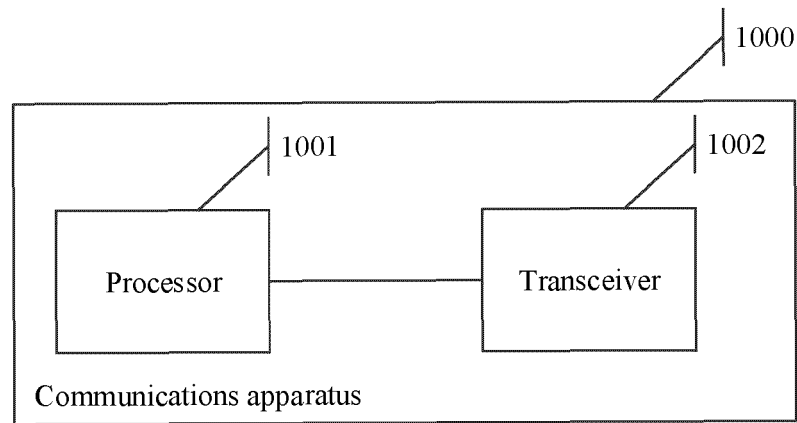 1000
1001
1002
Processor
Transceiver
Communications apparatus